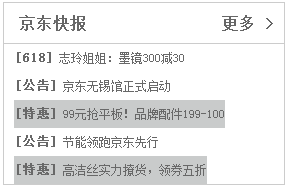 京东快报 更多 >
[618] 志玲姐姐：墨镜300减30
[公告] 京东无锡馆正式启动
[特惠] 99元抢平板！品牌配件199-100
[公告] 节能领跑京东先行
[特惠] 高洁丝实力撞货，领券五折